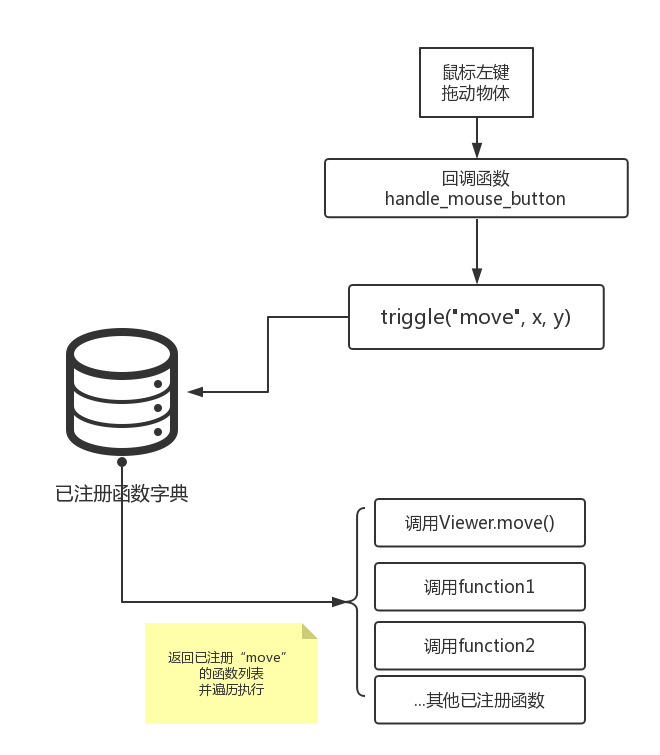 鼠标左键
拖动物体
回调函数
handle_mouse_button
triggle("move", x, y)
已注册函数字典
调用Viewer.move()
调用function1
调用function2
...其他已注册函数
返回已注册“move”
的函数列表
并遍历执行